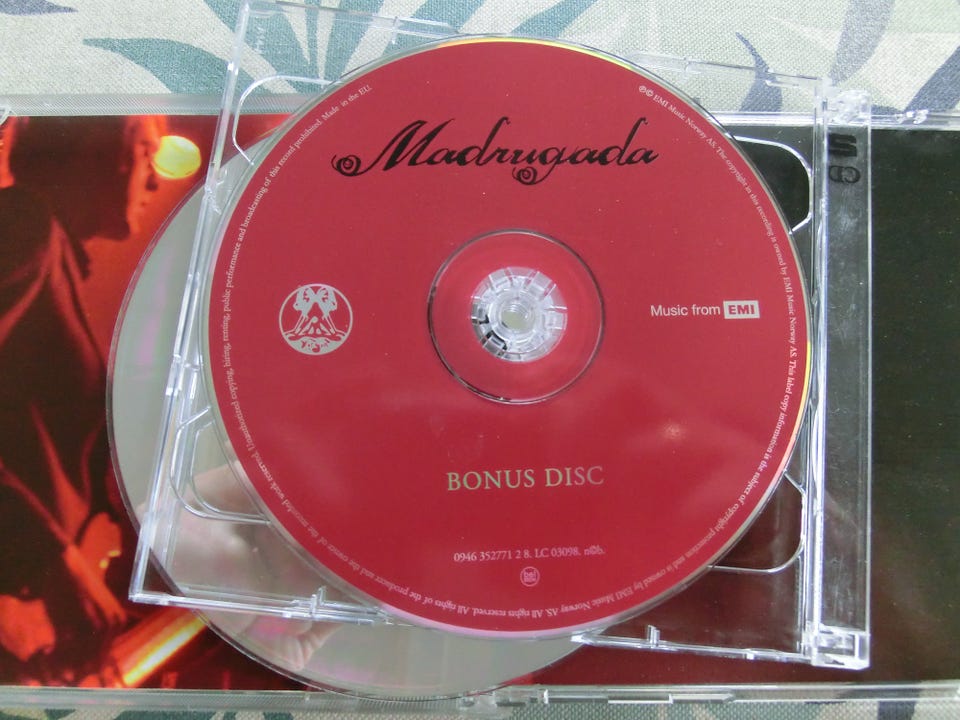 Madrugada
Music from EMI
BONUS DISC
0946 352771 2 8. LC 03098. n©b.
℗© EMI Music Norway AS. The copyright in this recording is owned by EMI Music Norway AS. This label copy information is the subject of copyright protection and is owned by EMI Music Norway AS. All rights reserved. All rights of the producer and the owner of the recorded work reserved. Unauthorized copying, hiring, renting, public performance and broadcasting of this record prohibited. Made in the EU.